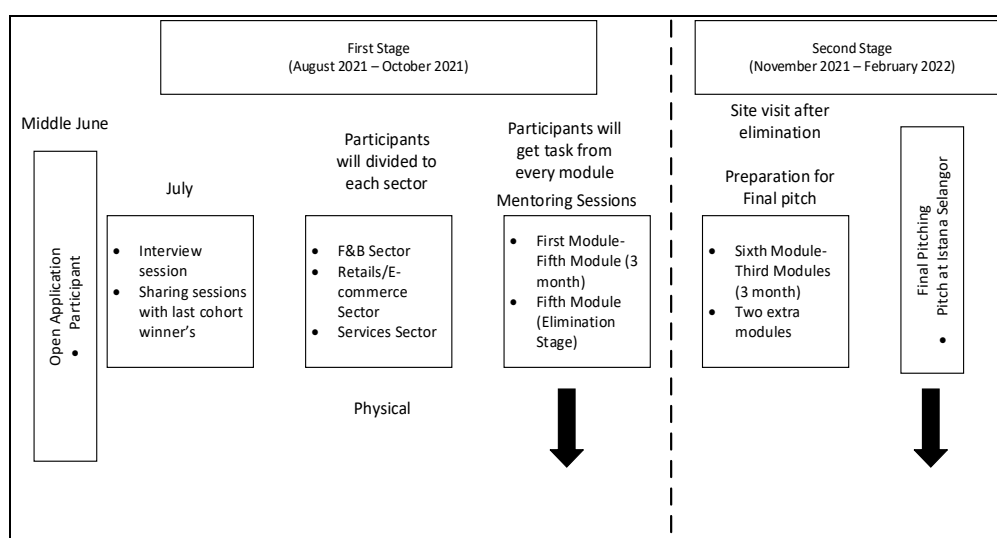 First Stage
(August 2021 – October 2021)
Second Stage
(November 2021 – February 2022)
Middle June
Open Application
• Participant
July
• Interview
session
• Sharing sessions
with last cohort
winner's
Participants
will divided to
each sector
• F&B Sector
• Retails/E-
commerce
Sector
• Services Sector
Physical
Participants will
get task from
every module
Mentoring Sessions
• First Module-
Fifth Module (3
month)
• Fifth Module
(Elimination
Stage)
Site visit after
elimination
Preparation for
Final pitch
• Sixth Module-
Third Modules
(3 month)
• Two extra
modules
Final Pitching
• Pitch at Istana Selangor